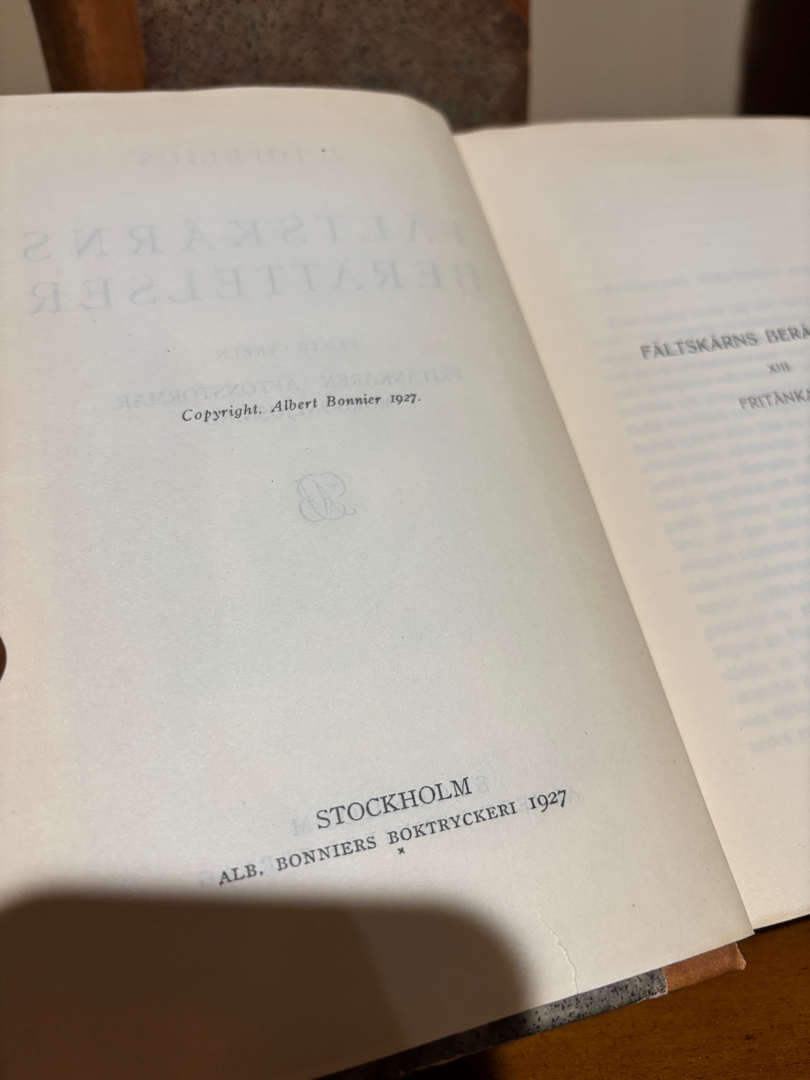 Copyright. Albert Bonnier 1927.
STOCKHOLM
ALB. BONNIERS BOKTRYCKERI 1927
FÄLTSKÄRNS BERÄ
XIII
FRITÄNKA